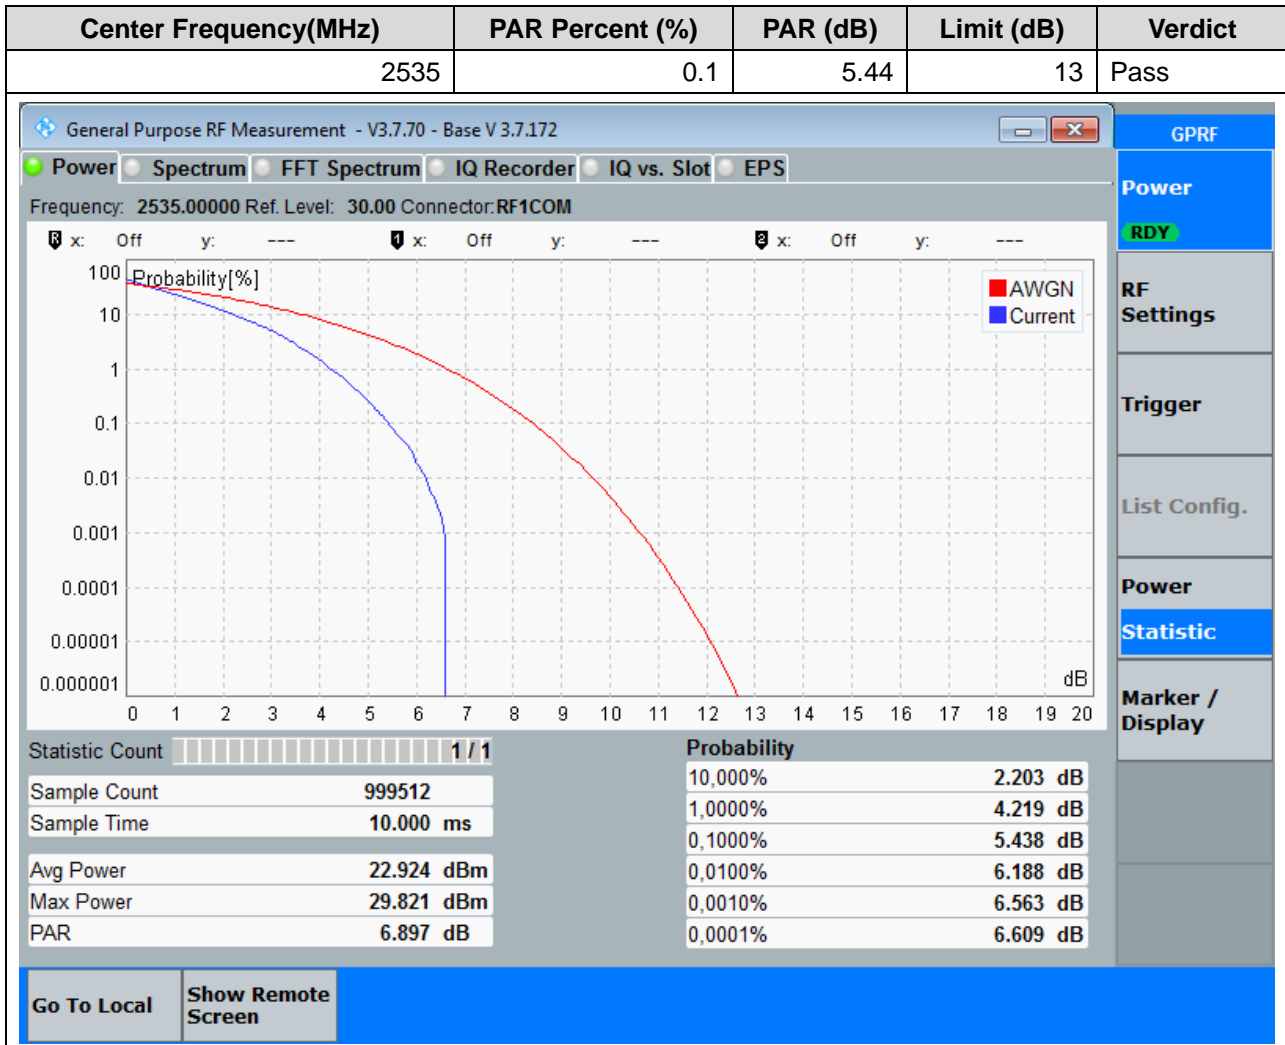 Center Frequency(MHz) PAR Percent (%) PAR (dB) Limit (dB) Verdict
2535 0.1 5.44 13 Pass
General Purpose RF Measurement - V3.7.70 - Base V 3.7.172
GPRF
Power Spectrum FFT Spectrum IQ Recorder IQ vs. Slot EPS
Frequency: 2535.00000 Ref. Level: 30.00 Connector: RF1COM
R x: Off y: --- 1 x: Off y: --- 2 x: Off y: ---
Power
RDY
RF
Settings
Trigger
List Config.
Power
Statistic
Marker /
Display
Probability[%]
AWGN
Current
100
10
1
0.1
0.01
0.001
0.0001
0.00001
0.000001
dB
0 1 2 3 4 5 6 7 8 9 10 11 12 13 14 15 16 17 18 19 20
Statistic Count 1 / 1
Sample Count 999512
Sample Time 10.000 ms
Avg Power 22.924 dBm
Max Power 29.821 dBm
PAR 6.897 dB
Probability
10,000% 2.203 dB
1,0000% 4.219 dB
0,1000% 5.438 dB
0,0100% 6.188 dB
0,0010% 6.563 dB
0,0001% 6.609 dB
Go To Local
Show Remote
Screen